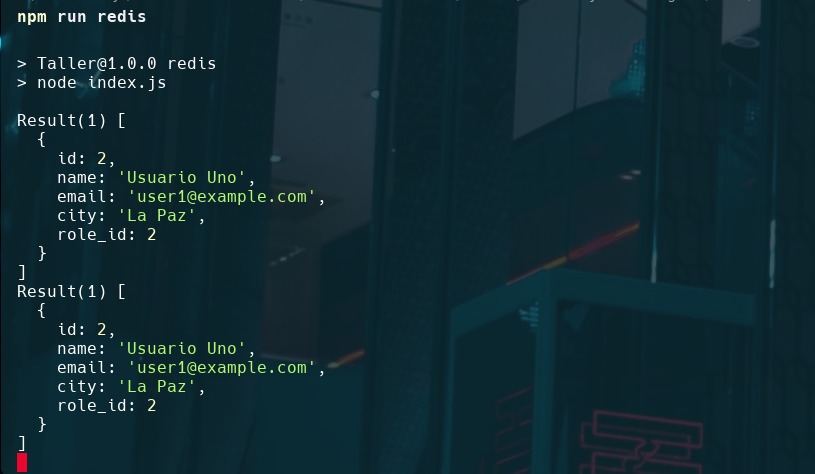 npm run redis
> Taller@1.0.0 redis
> node index.js
Result(1) [
  {
    id: 2,
    name: 'Usuario Uno',
    email: 'user1@example.com',
    city: 'La Paz',
    role_id: 2
  }
]
Result(1) [
  {
    id: 2,
    name: 'Usuario Uno',
    email: 'user1@example.com',
    city: 'La Paz',
    role_id: 2
  }
]